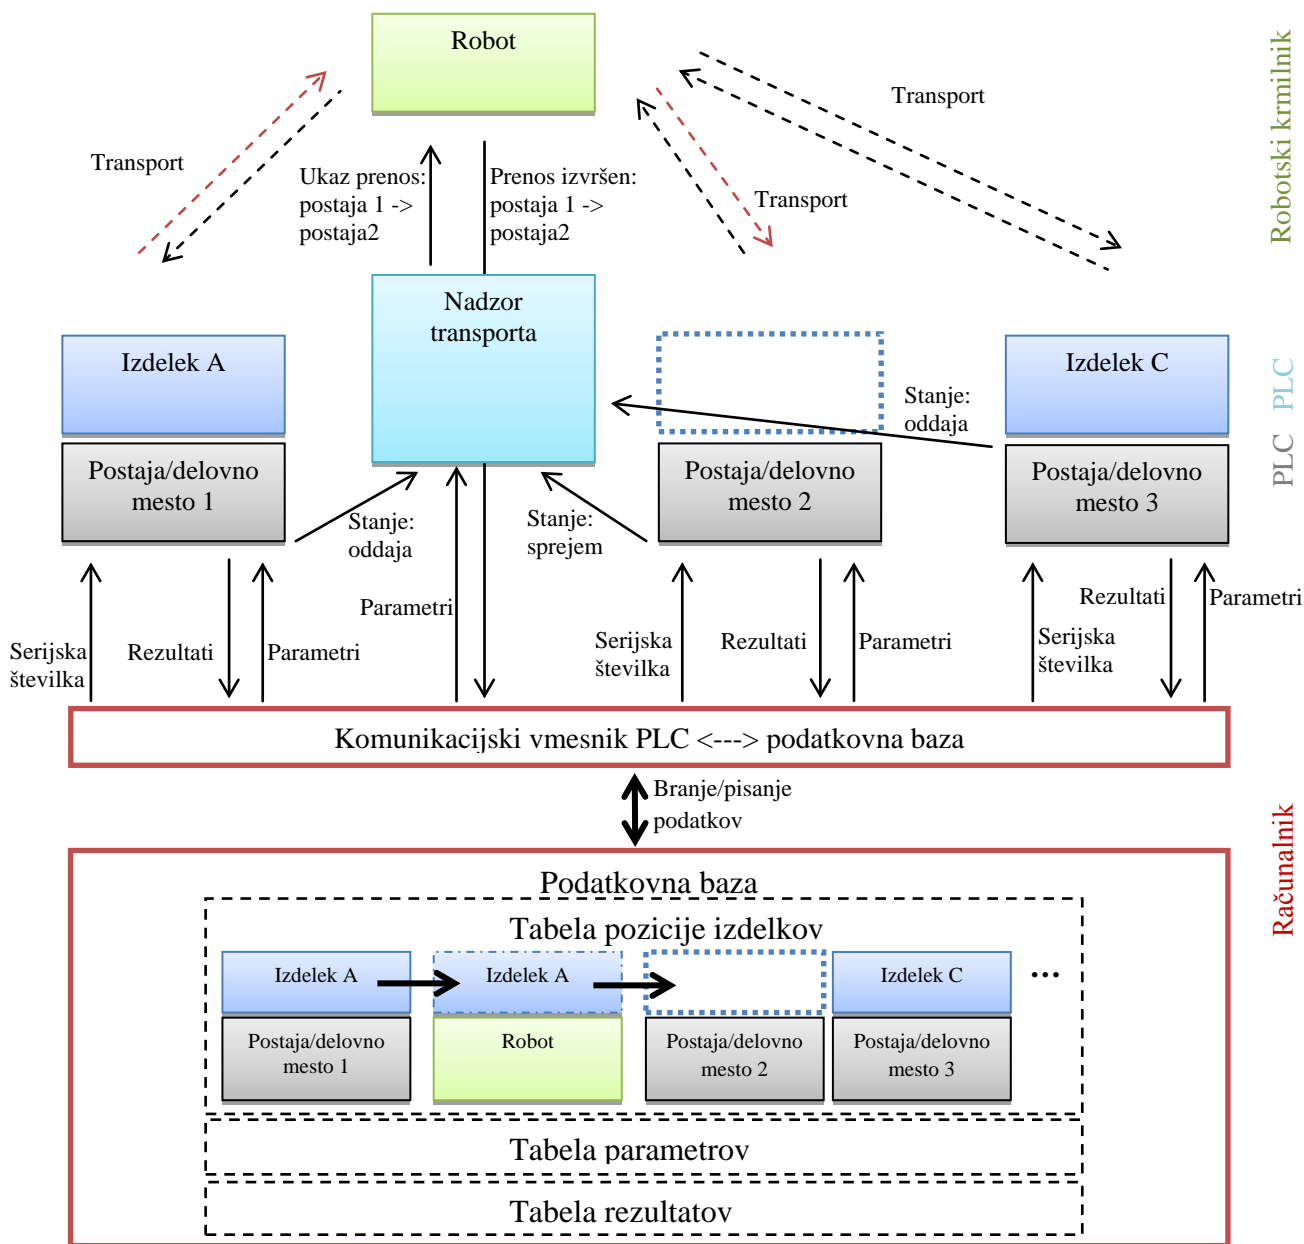 Robot
Robotski krmilnik
Transport
Transport
Ukaz prenos:
postaja 1 ->
postaja2
Prenos izvršen:
postaja 1 ->
postaja2
Transport
Nadzor
transporta
Izdelek A
Izdelek C
PLC
Stanje:
oddaja
Postaja/delovno
mesto 1
Postaja/delovno
mesto 2
Postaja/delovno
mesto 3
PLC
Stanje:
oddaja
Stanje:
sprejem
Parametri
Rezultati
Parametri
Serijska
številka
Rezultati
Parametri
Serijska
številka
Rezultati
Parametri
Serijska
številka
Komunikacijski vmesnik PLC <---> podatkovna baza
Branje/pisanje
podatkov
Računalnik
Podatkovna baza
Tabela pozicije izdelkov
Izdelek A
Izdelek A
Izdelek C
...
Postaja/delovno
mesto 1
Robot
Postaja/delovno
mesto 2
Postaja/delovno
mesto 3
Tabela parametrov
Tabela rezultatov